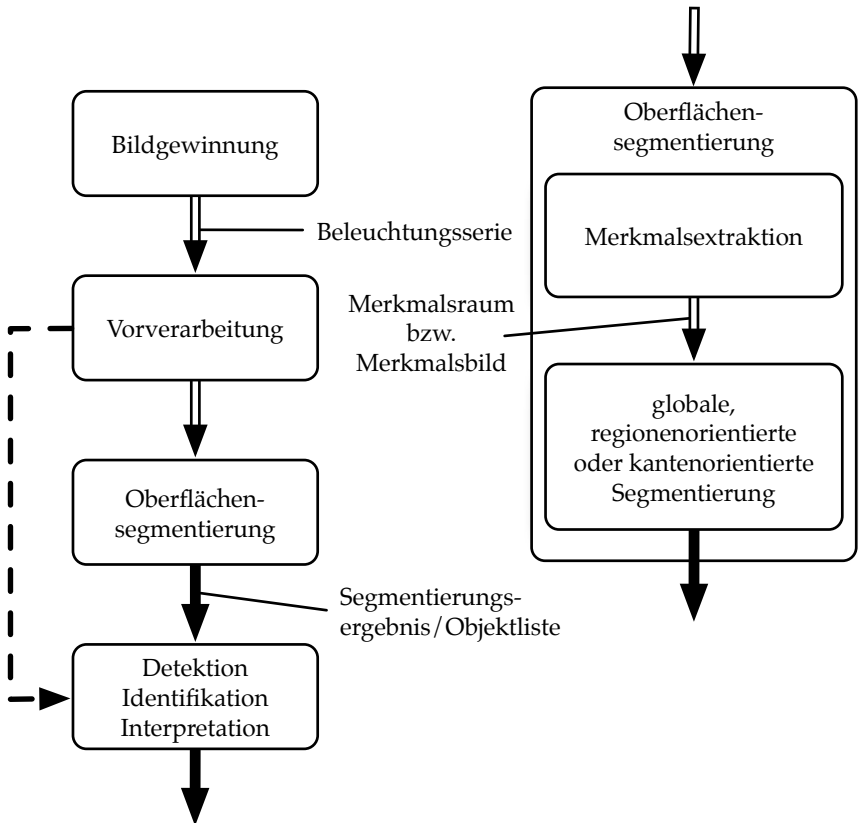 Bildgewinnung
Beleuchtungsserie
Vorverarbeitung
Oberflächen-
segmentierung
Segmentierungs-
ergebnis/Objektliste
Detektion
Identifikation
Interpretation
Oberflächen-
segmentierung
Merkmalsextraktion
Merkmalsraum
bzw.
Merkmalsbild
globale,
regionenorientierte
oder kantenorientierte
Segmentierung